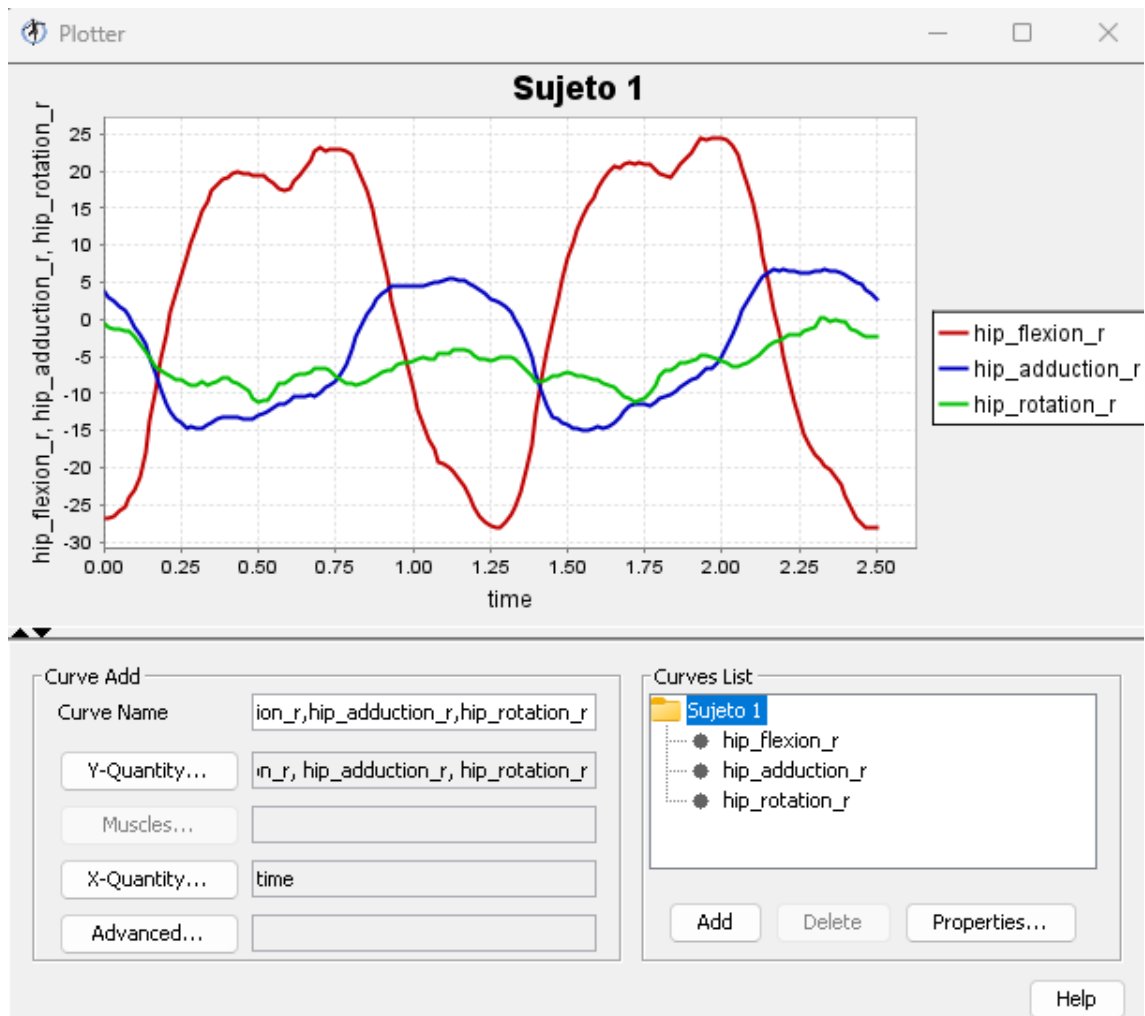 Plotter
Sujeto 1
hip_flexion_r, hip_adduction_r, hip_rotation_r
25
20
15
10
5
0
-5
-10
-15
-20
-25
-30
0.00 0.25 0.50 0.75 1.00 1.25 1.50 1.75 2.00 2.25 2.50
time
hip_flexion_r
hip_adduction_r
hip_rotation_r
Curve Add
Curve Name ion_r,hip_adduction_r,hip_rotation_r
Y-Quantity... n_r, hip_adduction_r, hip_rotation_r
Muscles...
X-Quantity... time
Advanced...
Curves List
Sujeto 1
hip_flexion_r
hip_adduction_r
hip_rotation_r
Add Delete Properties...
Help